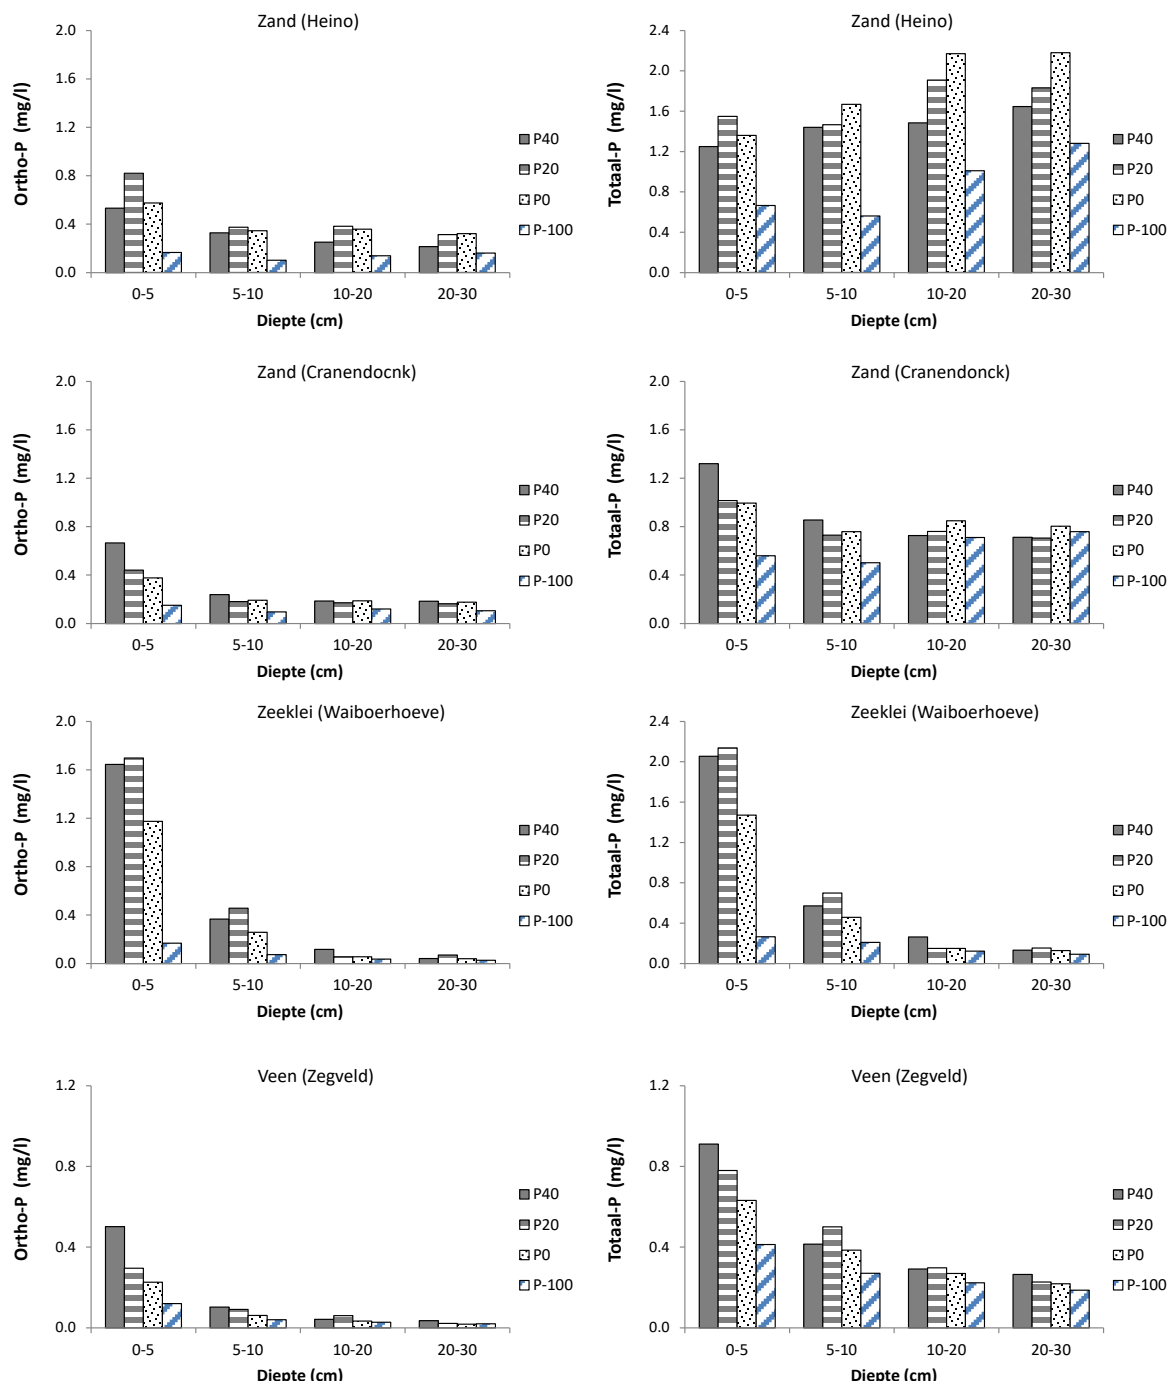 Zand (Heino)
Ortho-P (mg/l)
2.0
1.6
1.2
0.8
0.4
0.0
0-5 5-10 10-20 20-30
Diepte (cm)
P40
P20
P0
P-100
Zand (Heino)
Totaal-P (mg/l)
2.4
2.0
1.6
1.2
0.8
0.4
0.0
0-5 5-10 10-20 20-30
Diepte (cm)
P40
P20
P0
P-100
Zand (Cranendocnk)
Ortho-P (mg/l)
2.0
1.6
1.2
0.8
0.4
0.0
0-5 5-10 10-20 20-30
Diepte (cm)
P40
P20
P0
P-100
Zand (Cranendonck)
Totaal-P (mg/l)
2.0
1.6
1.2
0.8
0.4
0.0
0-5 5-10 10-20 20-30
Diepte (cm)
P40
P20
P0
P-100
Zeeklei (Waiboerhoeve)
Ortho-P (mg/l)
2.0
1.6
1.2
0.8
0.4
0.0
0-5 5-10 10-20 20-30
Diepte (cm)
P40
P20
P0
P-100
Zeeklei (Waiboerhoeve)
Totaal-P (mg/l)
2.4
2.0
1.6
1.2
0.8
0.4
0.0
0-5 5-10 10-20 20-30
Diepte (cm)
P40
P20
P0
P-100
Veen (Zegveld)
Ortho-P (mg/l)
1.2
0.8
0.4
0.0
0-5 5-10 10-20 20-30
Diepte (cm)
P40
P20
P0
P-100
Veen (Zegveld)
Totaal-P (mg/l)
1.2
0.8
0.4
0.0
0-5 5-10 10-20 20-30
Diepte (cm)
P40
P20
P0
P-100